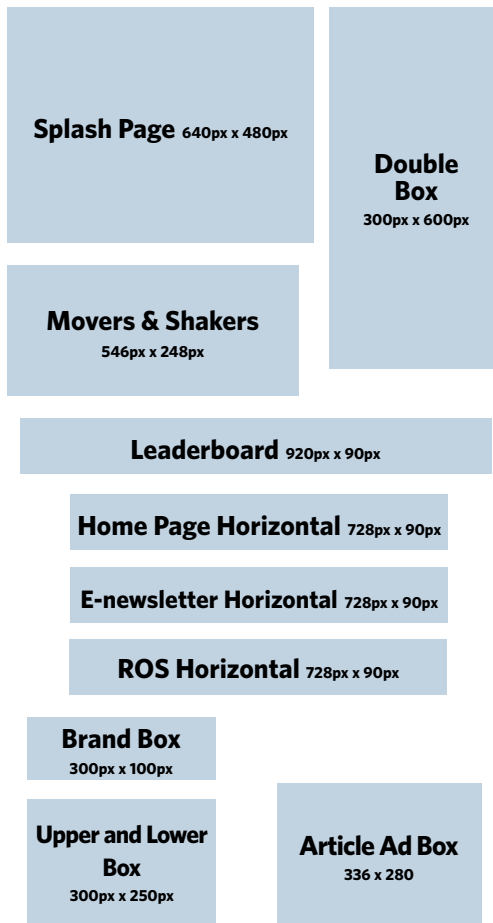 Splash Page 640px x 480px
Double
Box
300px x 600px
Movers & Shakers
546px x 248px
Leaderboard 920px x 90px
Home Page Horizontal 728px x 90px
E-newsletter Horizontal 728px x 90px
ROS Horizontal 728px x 90px
Brand Box
300px x 100px
Upper and Lower
Box
300px x 250px
Article Ad Box
336 x 280